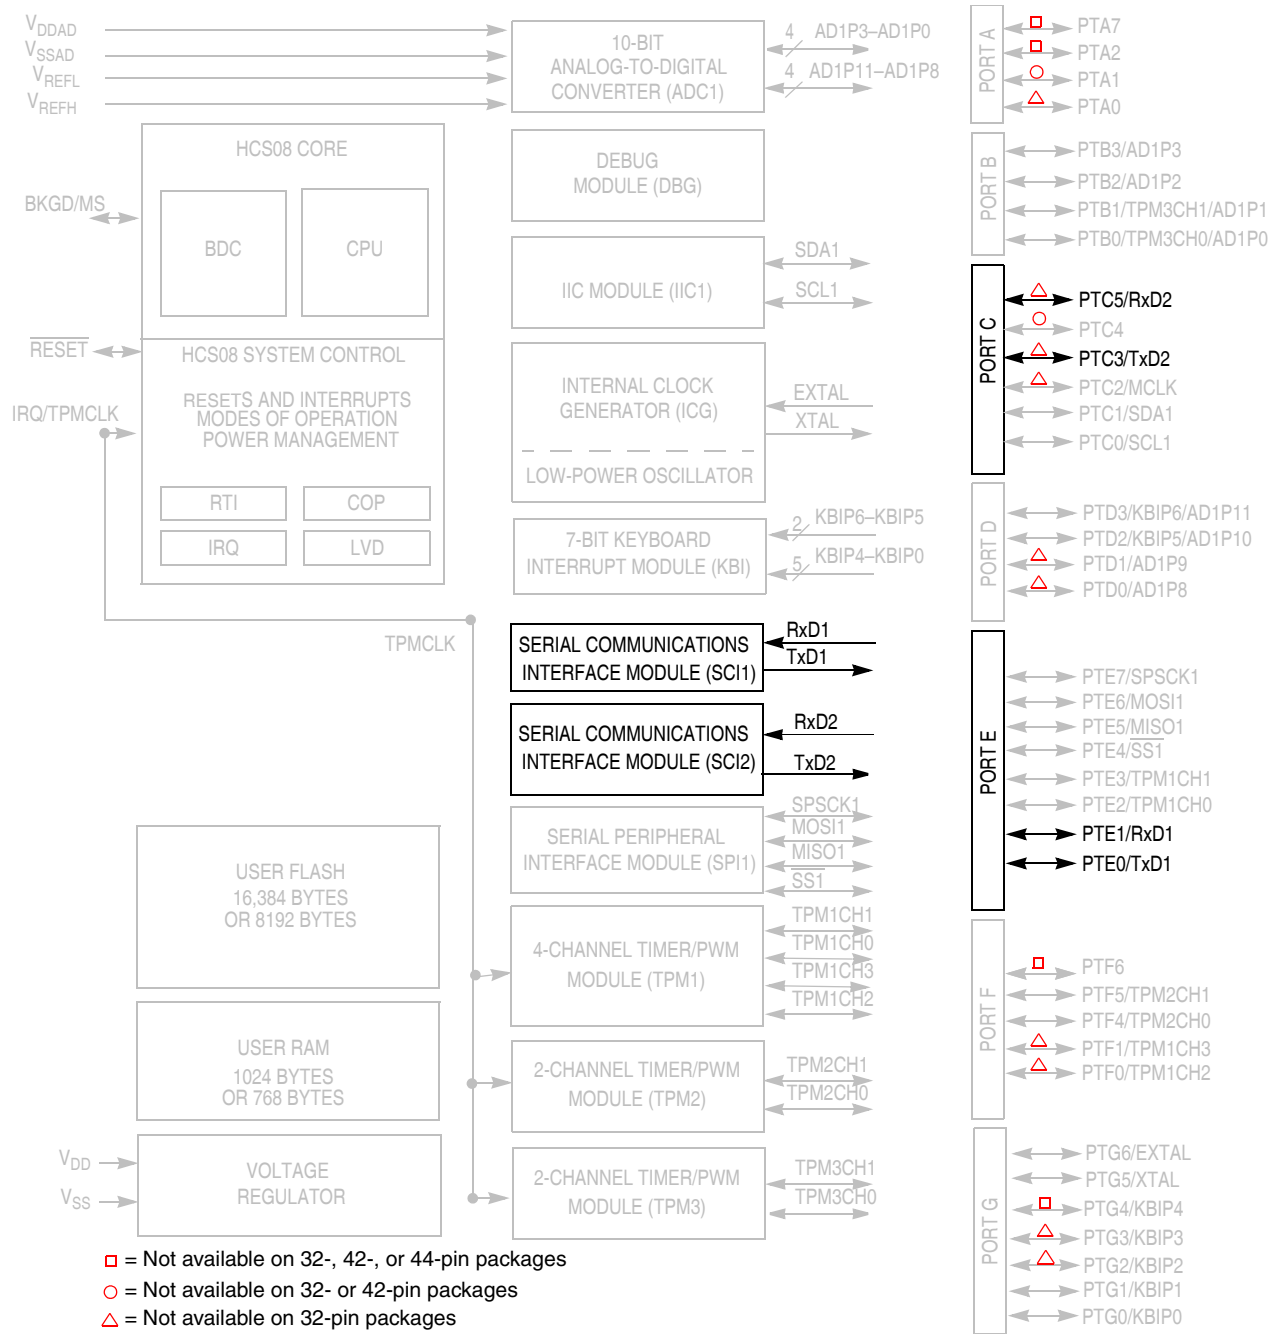 VDDAD
VSSAD
VREFL
VREFH
10-BIT
ANALOG-TO-DIGITAL
CONVERTER (ADC1)
4 AD1P3–AD1P0
4 AD1P11–AD1P8
HCS08 CORE
BDC
CPU
BKGD/MS
DEBUG
MODULE (DBG)
IIC MODULE (IIC1)
SDA1
SCL1
RESET
HCS08 SYSTEM CONTROL
RESETS AND INTERRUPTS
MODES OF OPERATION
POWER MANAGEMENT
IRQ/TPMCLK
RTI
COP
IRQ
LVD
INTERNAL CLOCK
GENERATOR (ICG)
LOW-POWER OSCILLATOR
EXTAL
XTAL
7-BIT KEYBOARD
INTERRUPT MODULE (KBI)
2 KBIP6–KBIP5
5 KBIP4–KBIP0
TPMCLK
SERIAL COMMUNICATIONS
INTERFACE MODULE (SCI1)
RxD1
TxD1
SERIAL COMMUNICATIONS
INTERFACE MODULE (SCI2)
RxD2
TxD2
SERIAL PERIPHERAL
INTERFACE MODULE (SPI1)
SPSCK1
MOSI1
MISO1
SS1
USER FLASH
16,384 BYTES
OR 8192 BYTES
4-CHANNEL TIMER/PWM
MODULE (TPM1)
TPM1CH1
TPM1CH0
TPM1CH3
TPM1CH2
USER RAM
1024 BYTES
OR 768 BYTES
2-CHANNEL TIMER/PWM
MODULE (TPM2)
TPM2CH1
TPM2CH0
VDD
VSS
VOLTAGE
REGULATOR
2-CHANNEL TIMER/PWM
MODULE (TPM3)
TPM3CH1
TPM3CH0
PORT A
PTA7
PTA2
PTA1
PTA0
PORT B
PTB3/AD1P3
PTB2/AD1P2
PTB1/TPM3CH1/AD1P1
PTB0/TPM3CH0/AD1P0
PORT C
PTC5/RxD2
PTC4
PTC3/TxD2
PTC2/MCLK
PTC1/SDA1
PTC0/SCL1
PORT D
PTD3/KBIP6/AD1P11
PTD2/KBIP5/AD1P10
PTD1/AD1P9
PTD0/AD1P8
PORT E
PTE7/SPSCK1
PTE6/MOSI1
PTE5/MISO1
PTE4/SS1
PTE3/TPM1CH1
PTE2/TPM1CH0
PTE1/RxD1
PTE0/TxD1
PORT F
PTF6
PTF5/TPM2CH1
PTF4/TPM2CH0
PTF1/TPM1CH3
PTF0/TPM1CH2
PORT G
PTG6/EXTAL
PTG5/XTAL
PTG4/KBIP4
PTG3/KBIP3
PTG2/KBIP2
PTG1/KBIP1
PTG0/KBIP0
= Not available on 32-, 42-, or 44-pin packages
= Not available on 32- or 42-pin packages
= Not available on 32-pin packages